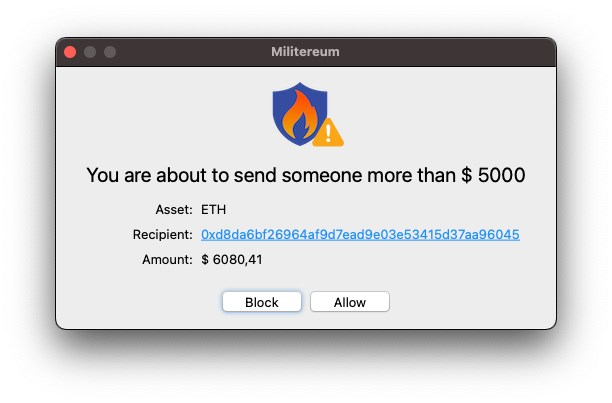 Militereum
You are about to send someone more than $ 5000
Asset: ETH
Recipient: 0xd8da6bf26964af9d7ead9e03e53415d37aa96045
Amount: $ 6080,41
Block Allow